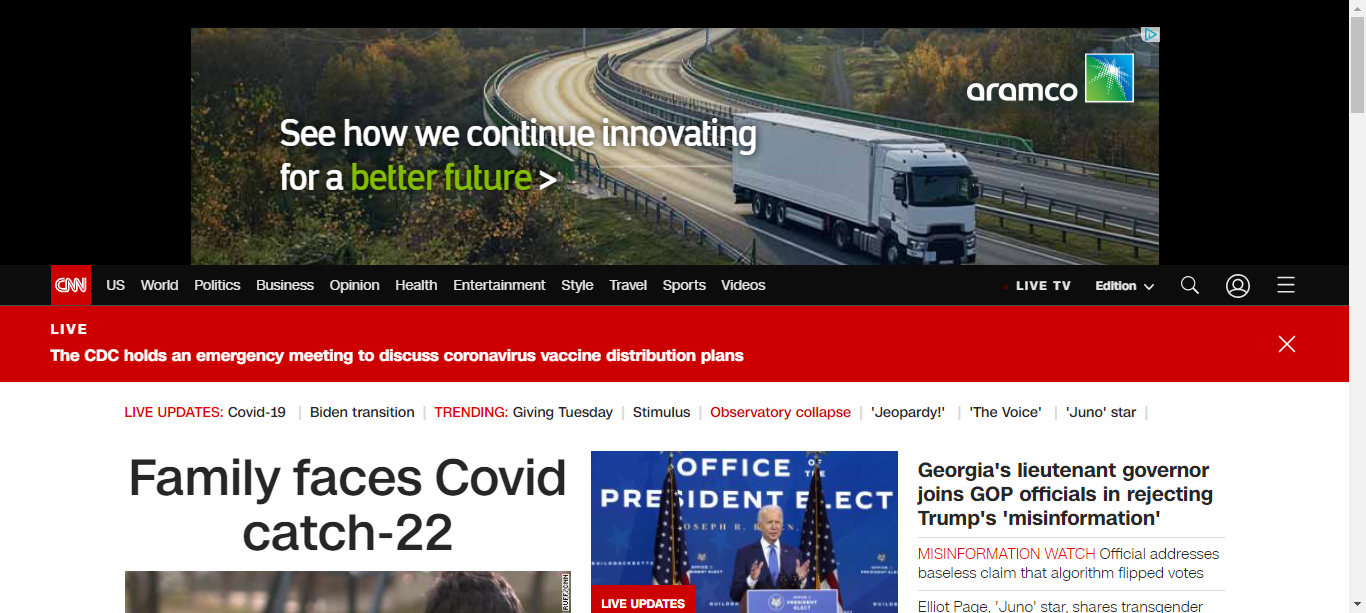 aramco
See how we continue innovating
for a better future >
CNN
US World Politics Business Opinion Health Entertainment Style Travel Sports Videos
LIVE TV Edition
LIVE
The CDC holds an emergency meeting to discuss coronavirus vaccine distribution plans
LIVE UPDATES: Covid-19 | Biden transition | TRENDING: Giving Tuesday | Stimulus | Observatory collapse | 'Jeopardy!' | 'The Voice' | 'Juno' star |
Family faces Covid
catch-22
RUFF/CNN
OFFICE OF THE
PRESIDENT ELECT
LIVE UPDATES
Georgia's lieutenant governor
joins GOP officials in rejecting
Trump's 'misinformation'
MISINFORMATION WATCH Official addresses
baseless claim that algorithm flipped votes
Elliot Page, 'Juno' star, shares transgender